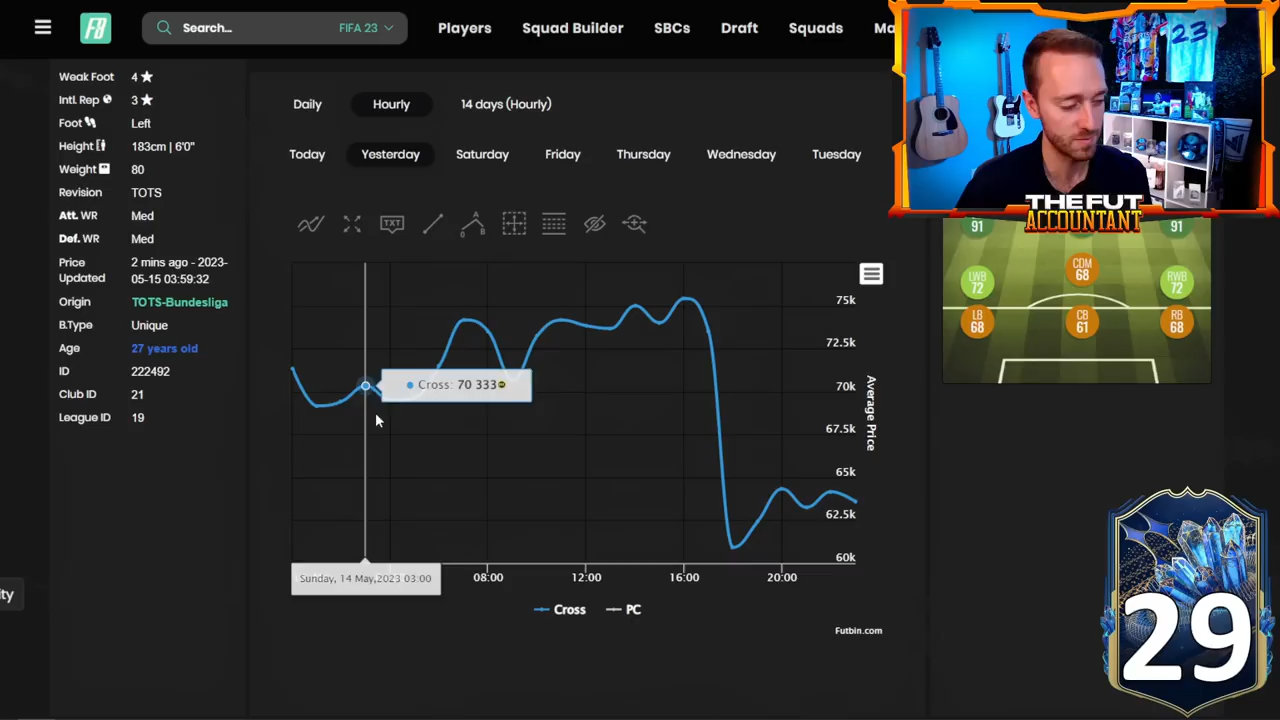 Search...
FIFA 23
Players
Squad Builder
SBCs
Draft
Squads
Weak Foot 4
Intl. Rep 3
Foot Left
Height 183cm | 6'0"
Weight 80
Revision TOTS
Att. WR Med
Def. WR Med
Price Updated 2 mins ago - 2023-05-15 03:59:32
Origin TOTS-Bundesliga
B.Type Unique
Age 27 years old
ID 222492
Club ID 21
League ID 19
Daily
Hourly
14 days (Hourly)
Today
Yesterday
Saturday
Friday
Thursday
Wednesday
Tuesday
TXT
A
B
75k
72.5k
70k
67.5k
65k
62.5k
60k
Average Price
Cross: 70 333
Sunday, 14 May,2023 03:00
08:00
12:00
16:00
20:00
Cross
PC
Futbin.com
23
THE FUT
ACCOUNTANT
91
91
CDM
68
LWB
72
RWB
72
LB
68
CB
61
RB
68
29